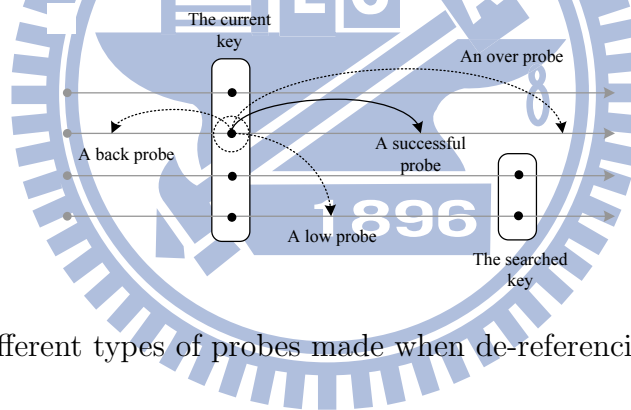 The current
key
An over probe
A back probe
A successful
probe
A low probe
1896
The searched
key
fferent types of probes made when de-referenci